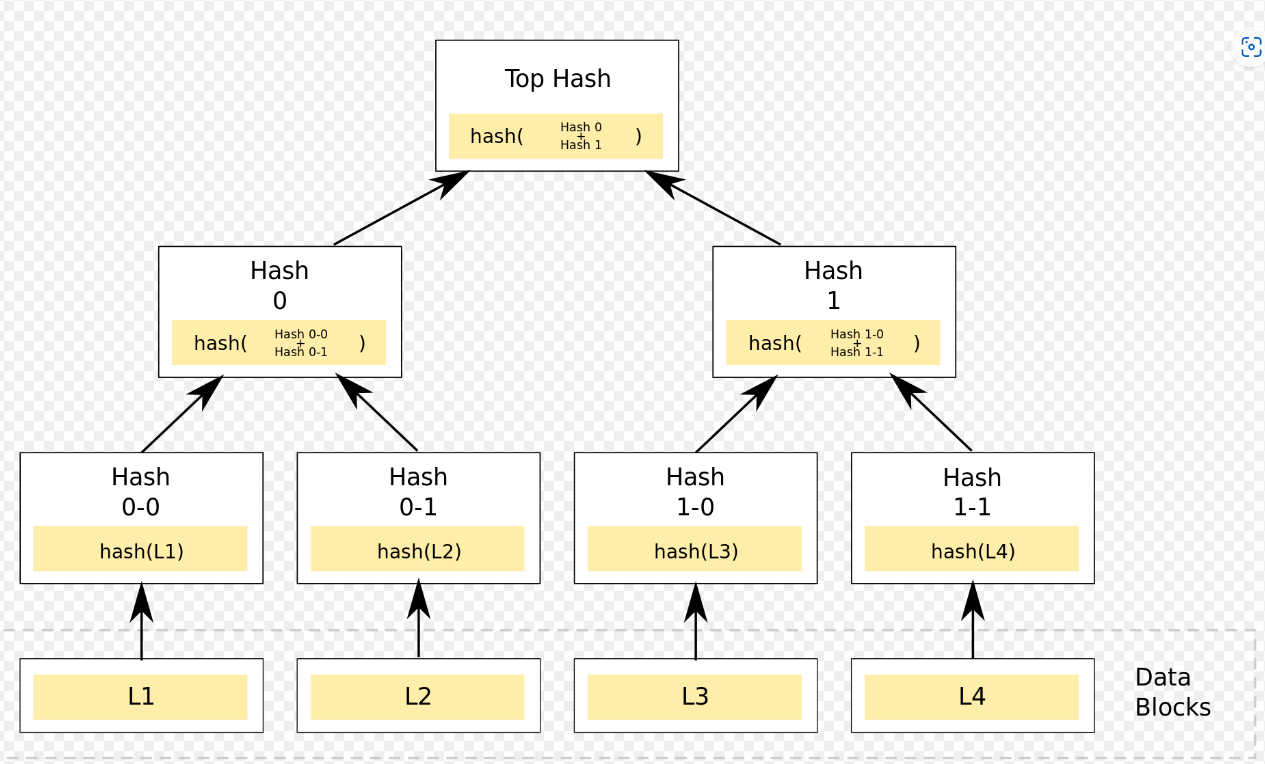 Top Hash
hash( Hash 0 + Hash 1 )
Hash
0
hash( Hash 0-0 + Hash 0-1 )
Hash
1
hash( Hash 1-0 + Hash 1-1 )
Hash
0-0
hash(L1)
Hash
0-1
hash(L2)
Hash
1-0
hash(L3)
Hash
1-1
hash(L4)
L1
L2
L3
L4
Data
Blocks